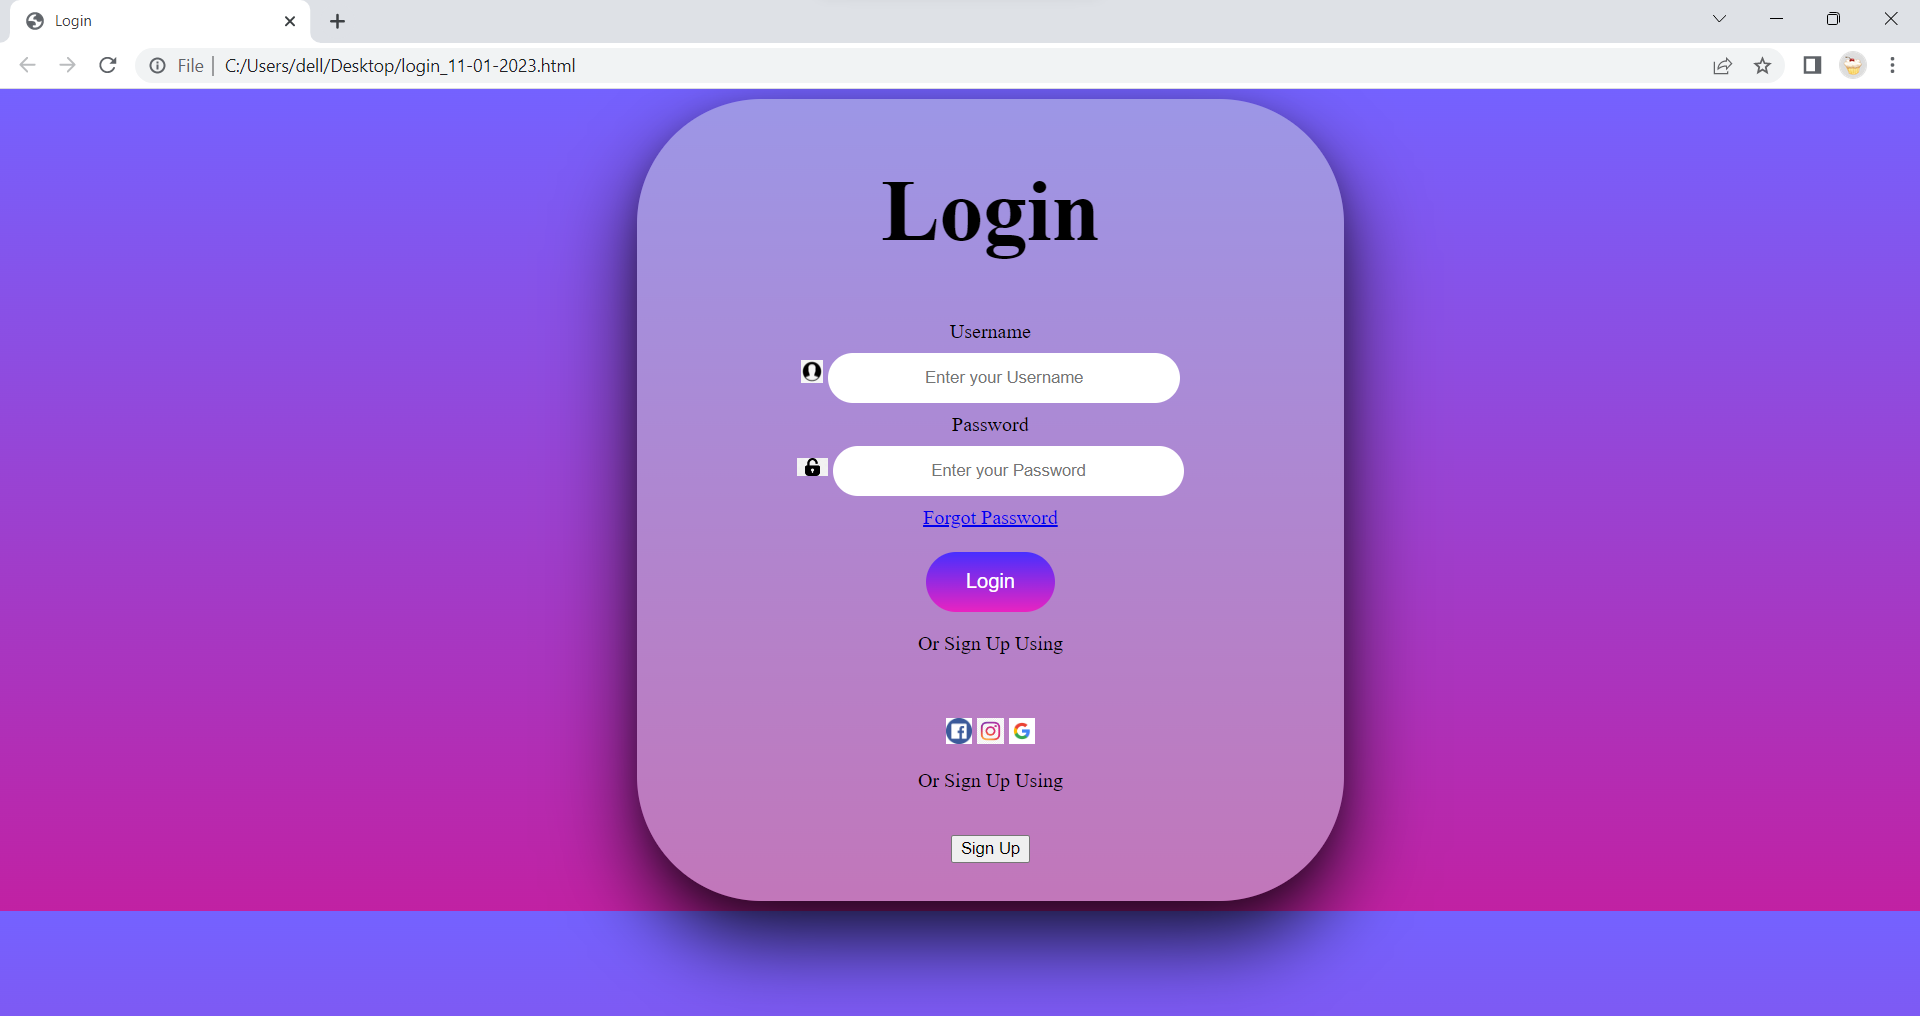 Login
File | C:/Users/dell/Desktop/login_11-01-2023.html
Login
Username
Enter your Username
Password
Enter your Password
Forgot Password
Login
Or Sign Up Using
Or Sign Up Using
Sign Up